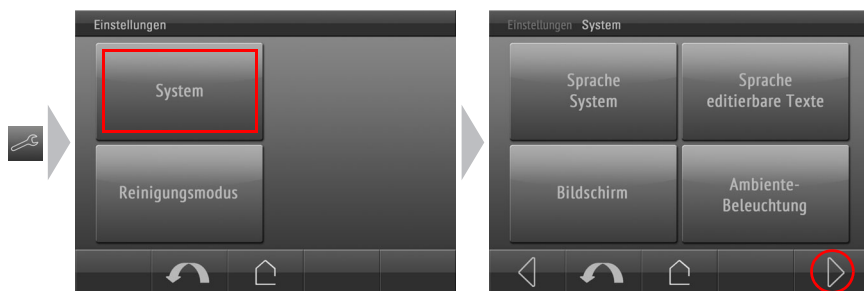 Einstellungen
System
Reinigungsmodus
Einstellungen System
Sprache
System
Sprache
editierbare Texte
Bildschirm
Ambiente-
Beleuchtung